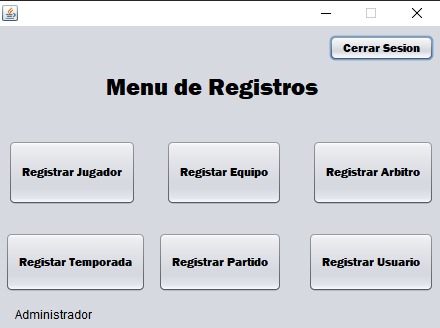 Cerrar Sesion
Menu de Registros
Registrar Jugador
Registar Equipo
Registrar Arbitro
Registar Temporada
Registrar Partido
Registrar Usuario
Administrador